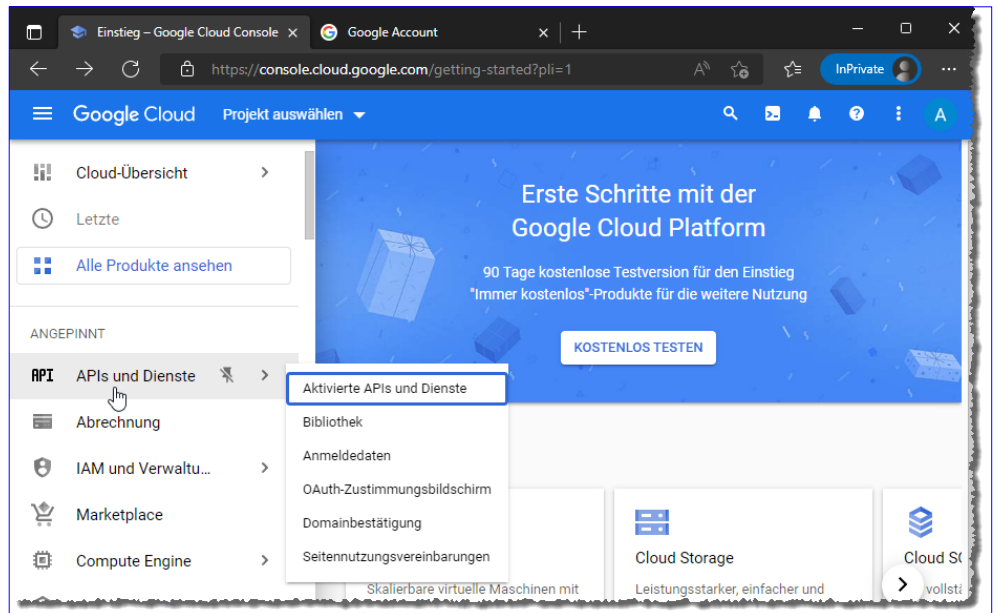 Einstieg – Google Cloud Console
Google Account
https://console.cloud.google.com/getting-started?pli=1
InPrivate
Google Cloud
Projekt auswählen
A
Cloud-Übersicht
Letzte
Alle Produkte ansehen
ANGEPINNT
API APIs und Dienste
Abrechnung
IAM und Verwaltu...
Marketplace
Compute Engine
Aktivierte APIs und Dienste
Bibliothek
Anmeldedaten
OAuth-Zustimmungsbildschirm
Domainbestätigung
Seitennutzungsvereinbarungen
Erste Schritte mit der
Google Cloud Platform
90 Tage kostenlose Testversion für den Einstieg
"Immer kostenlos"-Produkte für die weitere Nutzung
KOSTENLOS TESTEN
Skalierbare virtuelle Maschinen mit
Cloud Storage
Leistungsstarker, einfacher und
Cloud